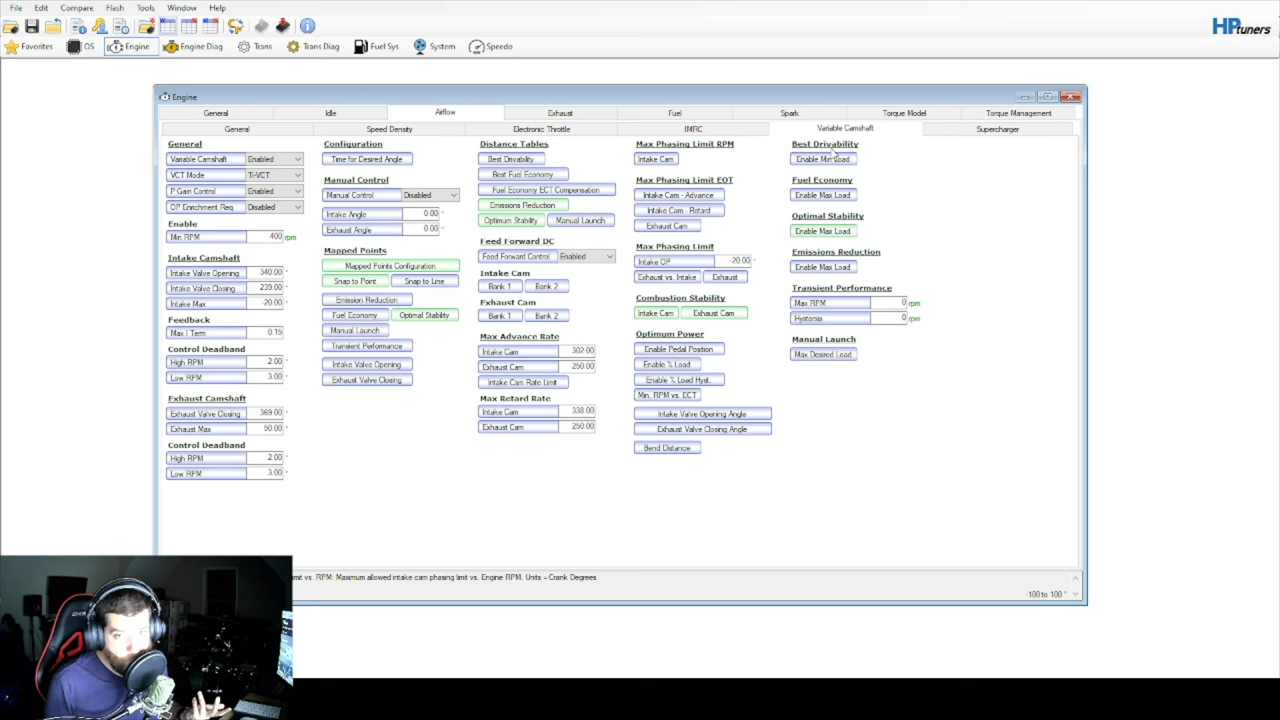 File Edit Compare Flash Tools Window Help
HPtuners
Favorites OS Engine Engine Diag Trans Trans Diag Fuel Sys System Speedo
Engine
General Idle Airflow Exhaust Fuel Spark Torque Model Torque Management
General Speed Density Electronic Throttle IMRC Variable Camshaft Supercharger
General
Variable Camshaft Enabled
VCT Mode Ti-VCT
P Gain Control Enabled
OP Enrichment Req Disabled
Enable
Min RPM 400 rpm
Intake Camshaft
Intake Valve Opening 340.00 °
Intake Valve Closing 239.00 °
Intake Max -20.00 °
Feedback
Max I Term 0.15
Control Deadband
High RPM 2.00 °
Low RPM 3.00 °
Exhaust Camshaft
Exhaust Valve Closing 369.00 °
Exhaust Max 50.00 °
Control Deadband
High RPM 2.00 °
Low RPM 3.00 °
Configuration
Time for Desired Angle
Manual Control
Manual Control Disabled
Intake Angle 0.00 °
Exhaust Angle 0.00 °
Mapped Points
Mapped Points Configuration
Snap to Point Snap to Line
Emission Reduction
Fuel Economy Optimal Stability
Manual Launch
Transient Performance
Intake Valve Opening
Exhaust Valve Closing
Distance Tables
Best Drivability
Best Fuel Economy
Fuel Economy ECT Compensation
Emissions Reduction
Optimum Stability Manual Launch
Feed Forward DC
Feed Forward Control Enabled
Intake Cam
Bank 1 Bank 2
Exhaust Cam
Bank 1 Bank 2
Max Advance Rate
Intake Cam 302.00
Exhaust Cam 250.00
Intake Cam Rate Limit
Max Retard Rate
Intake Cam 338.00
Exhaust Cam 250.00
Max Phasing Limit RPM
Intake Cam
Max Phasing Limit EOT
Intake Cam - Advance
Intake Cam - Retard
Exhaust Cam
Max Phasing Limit
Intake OP -20.00 °
Exhaust vs. Intake Exhaust
Combustion Stability
Intake Cam Exhaust Cam
Optimum Power
Enable Pedal Position
Enable % Load
Enable % Load Hyst.
Min. RPM vs. ECT
Intake Valve Opening Angle
Exhaust Valve Closing Angle
Blend Distance
Best Drivability
Enable Min Load
Fuel Economy
Enable Max Load
Optimal Stability
Enable Max Load
Emissions Reduction
Enable Max Load
Transient Performance
Max RPM 0 rpm
Hysteresis 0 rpm
Manual Launch
Max Desired Load
imit vs. RPM: Maximum allowed intake cam phasing limit vs. Engine RPM. Units = Crank Degrees
-100 to 100 °